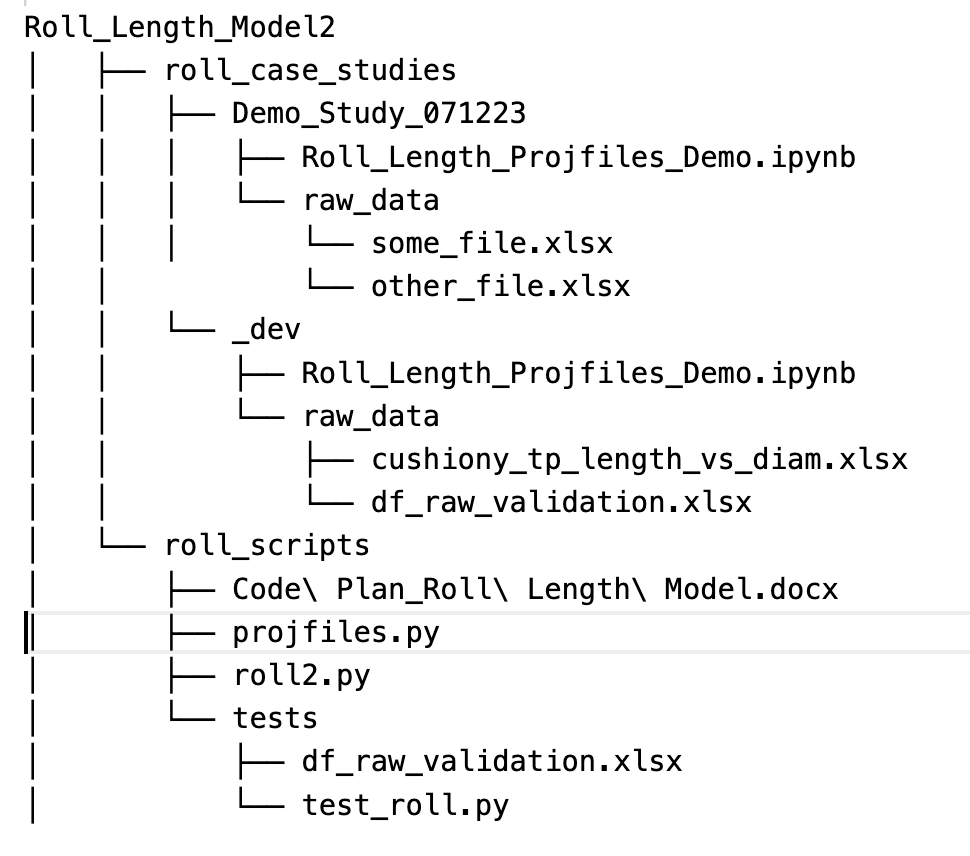 Roll_Length_Model2
│   ├── roll_case_studies
│   │   ├── Demo_Study_071223
│   │   │   ├── Roll_Length_Projfiles_Demo.ipynb
│   │   │   └── raw_data
│   │   │       └── some_file.xlsx
│   │           └── other_file.xlsx
│   │   └── _dev
│   │       ├── Roll_Length_Projfiles_Demo.ipynb
│   │       └── raw_data
│   │           ├── cushiony_tp_length_vs_diam.xlsx
│   │           └── df_raw_validation.xlsx
│   └── roll_scripts
│       ├── Code\ Plan_Roll\ Length\ Model.docx
│       ├── projfiles.py
│       ├── roll2.py
│       └── tests
│           ├── df_raw_validation.xlsx
│           └── test_roll.py